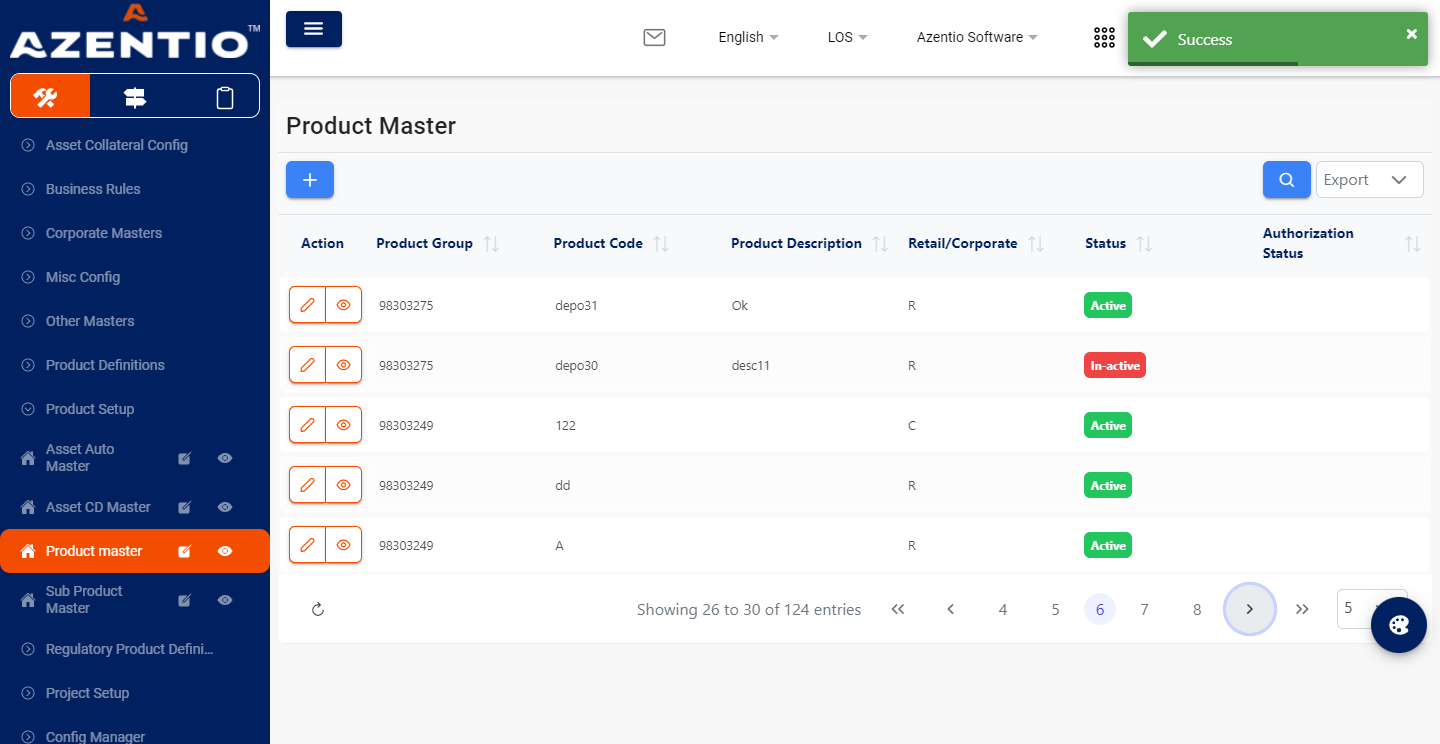 AZENTIO™
English
LOS
Azentio Software
Success
Asset Collateral Config
Business Rules
Corporate Masters
Misc Config
Other Masters
Product Definitions
Product Setup
Asset Auto
Master
Asset CD Master
Product master
Sub Product
Master
Regulatory Product Defini...
Project Setup
Config Manager
Product Master
Export
Action Product Group Product Code Product Description Retail/Corporate Status Authorization
Status
98303275 depo31 Ok R Active
98303275 depo30 desc11 R In-active
98303249 122 C Active
98303249 dd R Active
98303249 A R Active
Showing 26 to 30 of 124 entries 4 5 6 7 8 5